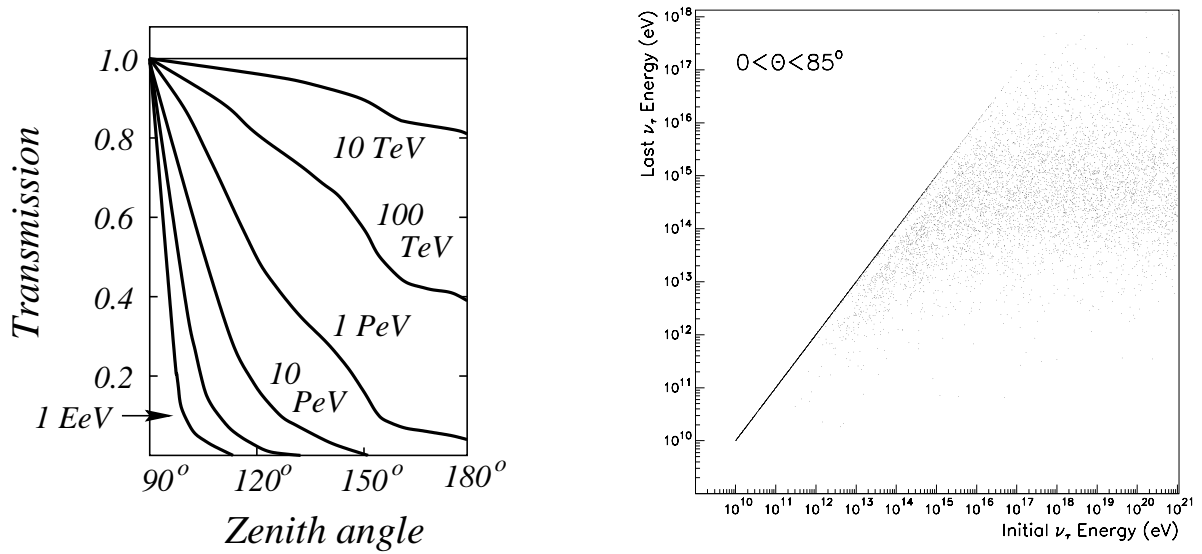 Transmission
1.0
0.8
0.6
0.4
0.2
10 TeV
100
TeV
1 PeV
10
PeV
1 EeV
90°
120°
150°
180°
Zenith angle
Last ντ Energy (eV)
10^18
10^17
10^16
10^15
10^14
10^13
10^12
10^11
10^10
0<Θ<85°
10^10 10^11 10^12 10^13 10^14 10^15 10^16 10^17 10^18 10^19 10^20 10^21
Initial ντ Energy (eV)